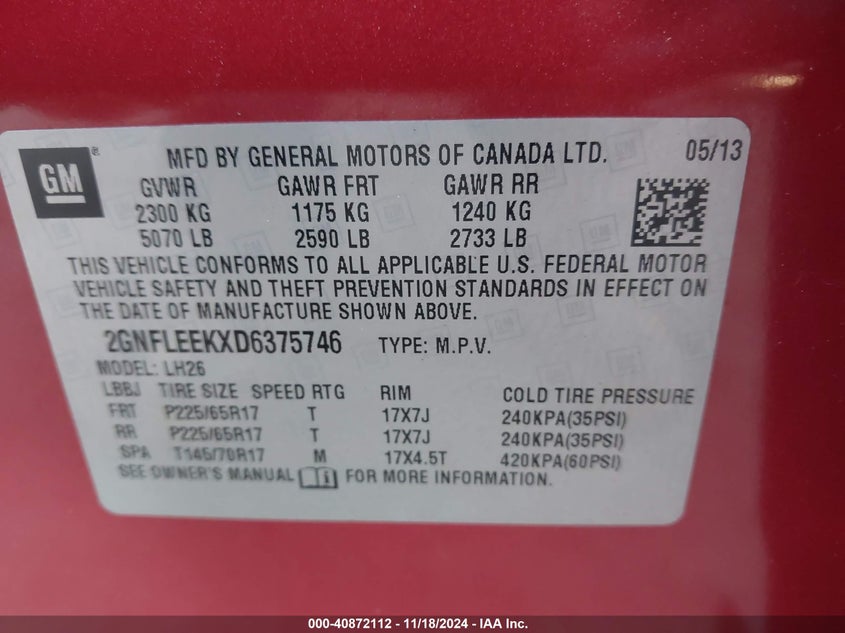 GM ® MFD BY GENERAL MOTORS OF CANADA LTD. 05/13
GVWR GAWR FRT GAWR RR
2300 KG 1175 KG 1240 KG
5070 LB 2590 LB 2733 LB
THIS VEHICLE CONFORMS TO ALL APPLICABLE U.S. FEDERAL MOTOR
VEHICLE SAFETY AND THEFT PREVENTION STANDARDS IN EFFECT ON
THE DATE OF MANUFACTURE SHOWN ABOVE.
2GNFLEEKXD6375746 TYPE: M.P.V.
MODEL: LH26
LBBJ TIRE SIZE SPEED RTG RIM COLD TIRE PRESSURE
FRT P225/65R17 T 17X7J 240KPA(35PSI)
RR P225/65R17 T 17X7J 240KPA(35PSI)
SPA T145/70R17 M 17X4.5T 420KPA(60PSI)
SEE OWNER'S MANUAL FOR MORE INFORMATION.
000-40872112 - 11/18/2024 - IAA Inc.